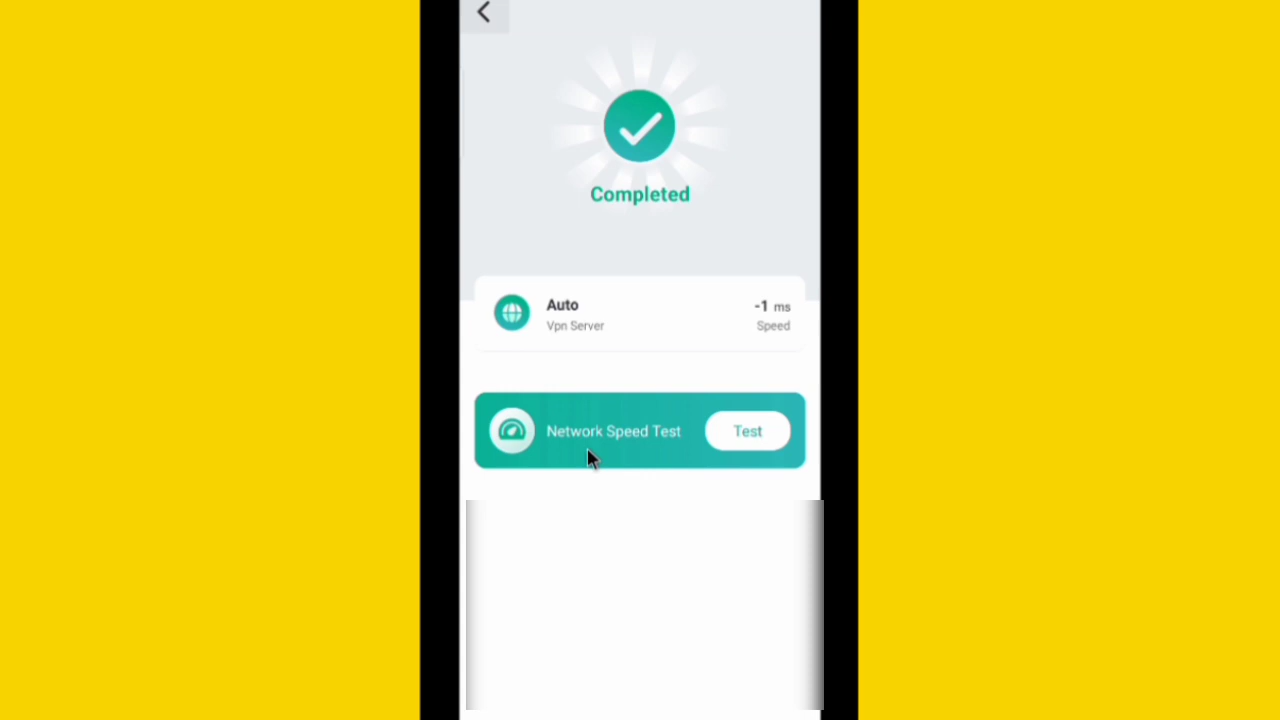 Completed
Auto
-1 ms
Vpn Server
Speed
Network Speed Test
Test